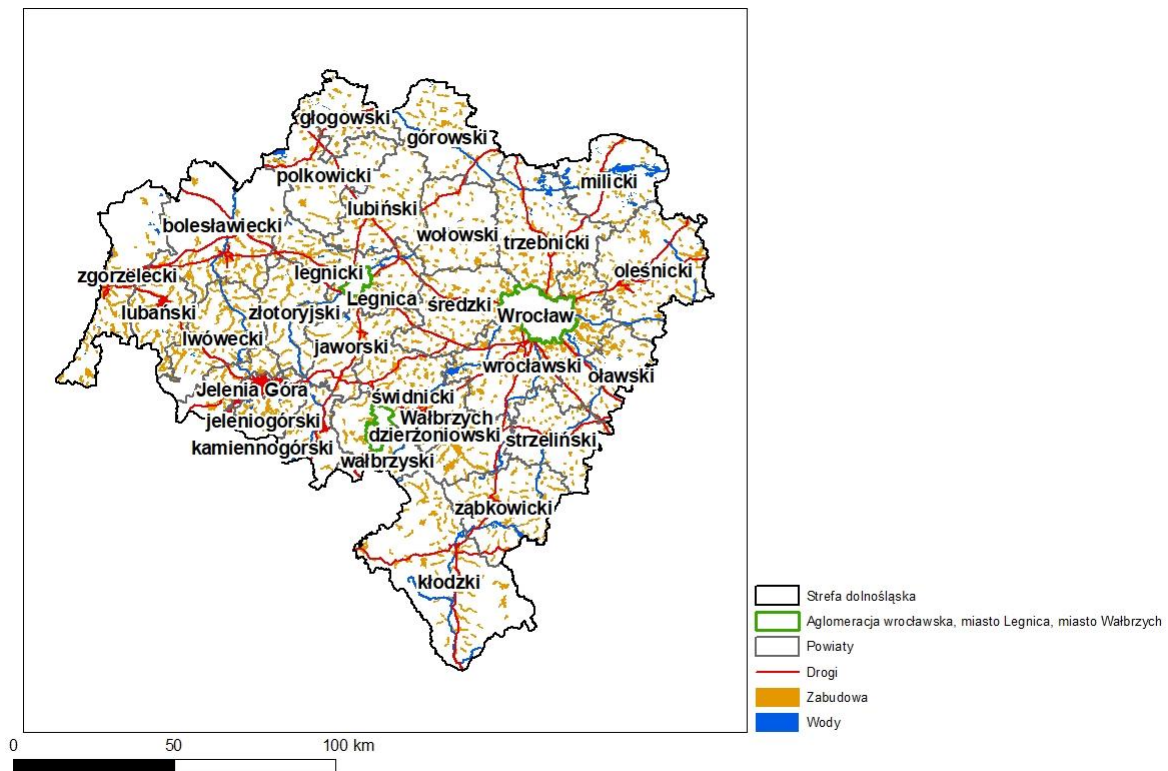 głogowski
górowski
polkowicki
milicki
lubiński
bolesławiecki
wołowski
trzebnicki
zgorzelecki
legnicki
oleśnicki
Legnica
średzki
lubański
złotoryjski
Wrocław
lwówecki
jaworski
wrocławski
oławski
Jelenia Góra
świdnicki
jeleniogórski
Wałbrzych
dzierżoniowski
strzeliński
kamiennogórski
wałbrzyski
ząbkowicki
kłodzki
Strefa dolnośląska
Aglomeracja wrocławska, miasto Legnica, miasto Wałbrzych
Powiaty
Drogi
Zabudowa
Wody
0 50 100 km